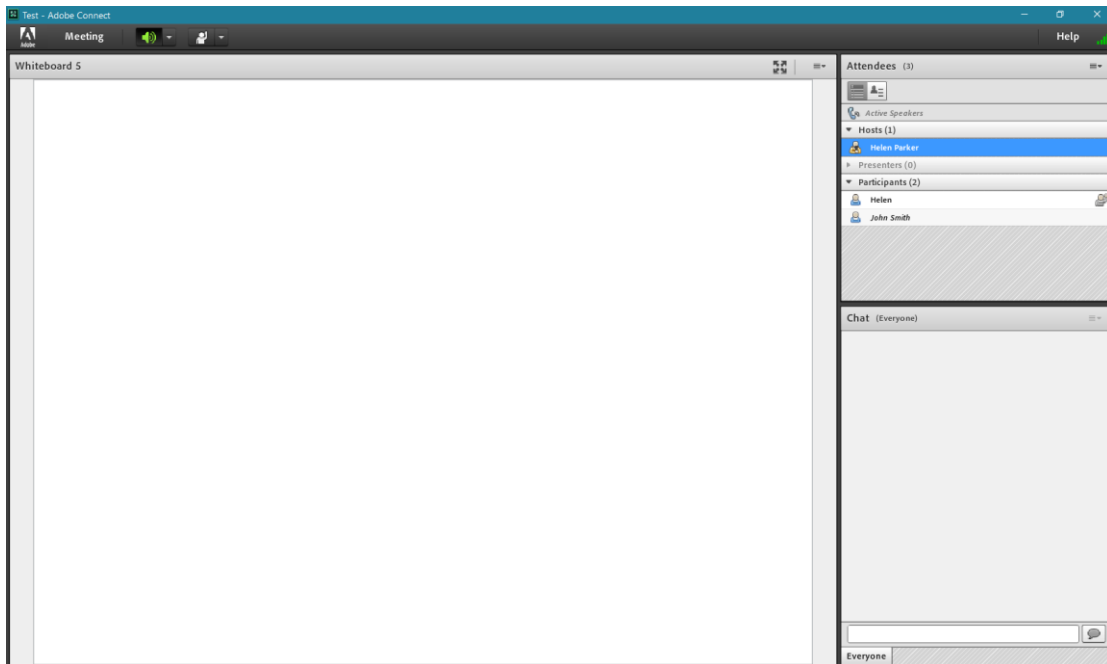 Test - Adobe Connect
Adobe
Meeting
Help
Whiteboard 5
Attendees (3)
Active Speakers
Hosts (1)
Helen Parker
Presenters (0)
Participants (2)
Helen
John Smith
Chat (Everyone)
Everyone